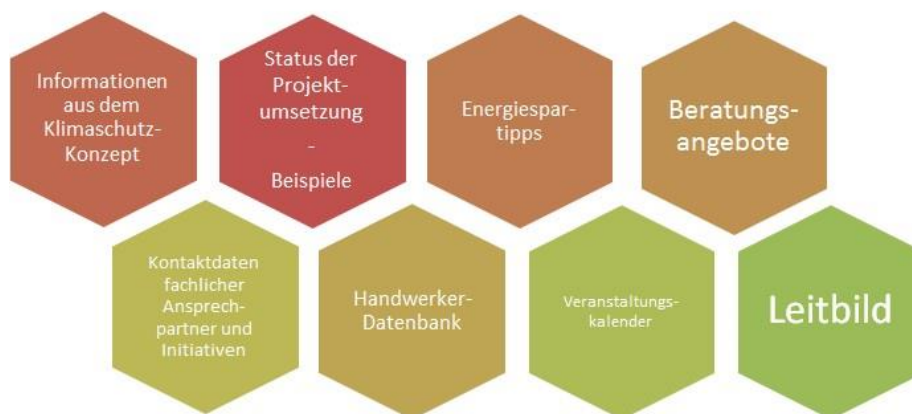 Informationen
aus dem
Klimaschutz-
Konzept
Status der
Projekt-
umsetzung
-
Beispiele
Energiespar-
tipps
Beratungs-
angebote
Kontaktdaten
fachlicher
Ansprech-
partner und
Initiativen
Handwerker-
Datenbank
Veranstaltungs-
kalender
Leitbild